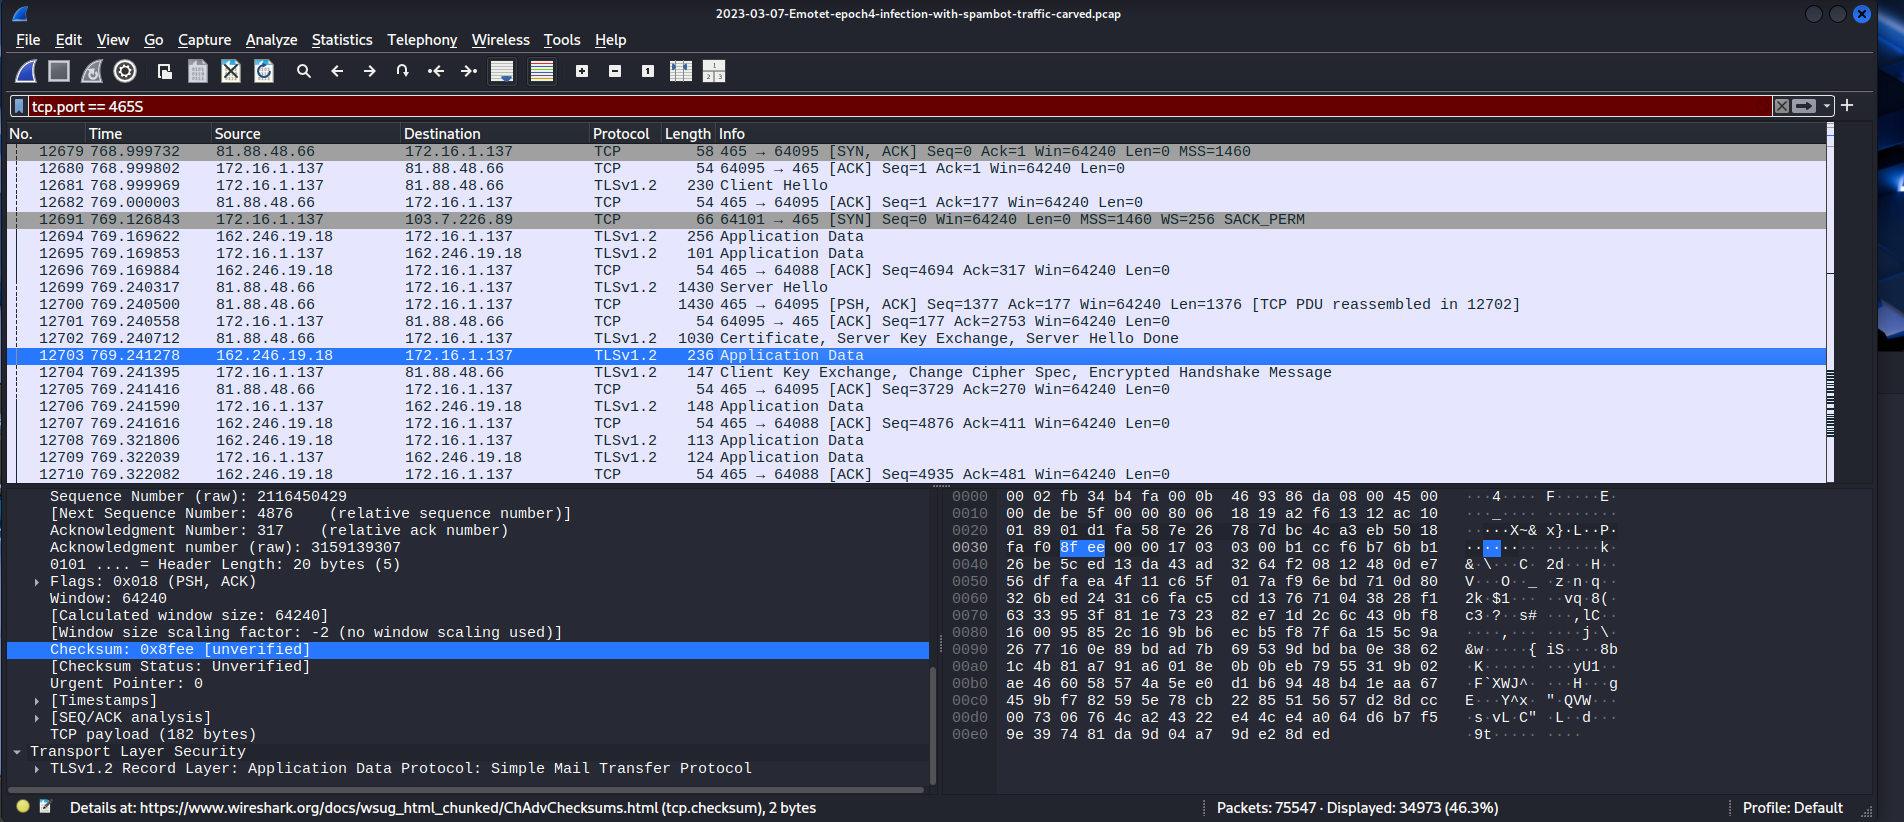 2023-03-07-Emotet-epoch4-infection-with-spambot-traffic-carved.pcap
File Edit View Go Capture Analyze Statistics Telephony Wireless Tools Help
tcp.port == 465S
No. Time Source Destination Protocol Length Info
12679 768.999732 81.88.48.66 172.16.1.137 TCP 58 465 → 64095 [SYN, ACK] Seq=0 Ack=1 Win=64240 Len=0 MSS=1460
12680 768.999802 172.16.1.137 81.88.48.66 TCP 54 64095 → 465 [ACK] Seq=1 Ack=1 Win=64240 Len=0
12681 768.999969 172.16.1.137 81.88.48.66 TLSv1.2 230 Client Hello
12682 769.000003 81.88.48.66 172.16.1.137 TCP 54 465 → 64095 [ACK] Seq=1 Ack=177 Win=64240 Len=0
12691 769.126843 172.16.1.137 103.7.226.89 TCP 66 64101 → 465 [SYN] Seq=0 Win=64240 Len=0 MSS=1460 WS=256 SACK_PERM
12694 769.169622 162.246.19.18 172.16.1.137 TLSv1.2 256 Application Data
12695 769.169853 172.16.1.137 162.246.19.18 TLSv1.2 101 Application Data
12696 769.169884 162.246.19.18 172.16.1.137 TCP 54 465 → 64088 [ACK] Seq=4694 Ack=317 Win=64240 Len=0
12699 769.240317 81.88.48.66 172.16.1.137 TLSv1.2 1430 Server Hello
12700 769.240500 81.88.48.66 172.16.1.137 TCP 1430 465 → 64095 [PSH, ACK] Seq=1377 Ack=177 Win=64240 Len=1376 [TCP PDU reassembled in 12702]
12701 769.240558 172.16.1.137 81.88.48.66 TCP 54 64095 → 465 [ACK] Seq=177 Ack=2753 Win=64240 Len=0
12702 769.240712 81.88.48.66 172.16.1.137 TLSv1.2 1030 Certificate, Server Key Exchange, Server Hello Done
12703 769.241278 162.246.19.18 172.16.1.137 TLSv1.2 236 Application Data
12704 769.241395 172.16.1.137 81.88.48.66 TLSv1.2 147 Client Key Exchange, Change Cipher Spec, Encrypted Handshake Message
12705 769.241416 81.88.48.66 172.16.1.137 TCP 54 465 → 64095 [ACK] Seq=3729 Ack=270 Win=64240 Len=0
12706 769.241590 172.16.1.137 162.246.19.18 TLSv1.2 148 Application Data
12707 769.241616 162.246.19.18 172.16.1.137 TCP 54 465 → 64088 [ACK] Seq=4876 Ack=411 Win=64240 Len=0
12708 769.321806 162.246.19.18 172.16.1.137 TLSv1.2 113 Application Data
12709 769.322039 172.16.1.137 162.246.19.18 TLSv1.2 124 Application Data
12710 769.322082 162.246.19.18 172.16.1.137 TCP 54 465 → 64088 [ACK] Seq=4935 Ack=481 Win=64240 Len=0
Sequence Number (raw): 2116450429
[Next Sequence Number: 4876 (relative sequence number)]
Acknowledgment Number: 317 (relative ack number)
Acknowledgment number (raw): 3159139307
0101 .... = Header Length: 20 bytes (5)
Flags: 0x018 (PSH, ACK)
Window: 64240
[Calculated window size: 64240]
[Window size scaling factor: -2 (no window scaling used)]
Checksum: 0x8fee [unverified]
[Checksum Status: Unverified]
Urgent Pointer: 0
[Timestamps]
[SEQ/ACK analysis]
TCP payload (182 bytes)
Transport Layer Security
TLSv1.2 Record Layer: Application Data Protocol: Simple Mail Transfer Protocol
0000 00 02 fb 34 b4 fa 00 0b 46 93 86 da 08 00 45 00 ···4···· F·····E·
0010 00 de be 5f 00 00 80 06 18 19 a2 f6 13 12 ac 10 ···_···· ········
0020 01 89 01 d1 fa 58 7e 26 78 7d bc 4c a3 eb 50 18 ·····X~& x}·L··P·
0030 fa f0 8f ee 00 00 17 03 03 00 b1 cc f6 b7 6b b1 ········ ······k·
0040 26 be 5c ed 13 da 43 ad 32 64 f2 08 12 48 0d e7 &·\···C· 2d···H··
0050 56 df fa ea 4f 11 c6 5f 01 7a f9 6e bd 71 0d 80 V···O··_ ·z·n·q··
0060 32 6b ed 24 31 c6 fa c5 cd 13 76 71 04 38 28 f1 2k·$1··· ··vq·8(·
0070 63 33 95 3f 81 1e 73 23 82 e7 1d 2c 6c 43 0b f8 c3·?··s# ···,lC··
0080 16 00 95 85 2c 16 9b b6 ec b5 f8 7f 6a 15 5c 9a ····,··· ····j·\·
0090 26 77 16 0e 89 bd ad 7b 69 53 9d bd ba 0e 38 62 &w·····{ iS····8b
00a0 1c 4b 81 a7 91 a6 01 8e 0b 0b eb 79 55 31 9b 02 ·K······ ···yU1··
00b0 ae 46 60 58 57 4a 5e e0 d1 b6 94 48 b4 1e aa 67 ·F`XWJ^· ···H···g
00c0 45 9b f7 82 59 5e 78 cb 22 85 51 56 57 d2 8d cc E···Y^x· "·QVW···
00d0 00 73 06 76 4c a2 43 22 e4 4c e4 a0 64 d6 b7 f5 ·s·vL·C" ·L··d···
00e0 9e 39 74 81 da 9d 04 a7 9d e2 8d ed ·9t····· ····
Details at: https://www.wireshark.org/docs/wsug_html_chunked/ChAdvChecksums.html (tcp.checksum), 2 bytes
Packets: 75547 · Displayed: 34973 (46.3%)
Profile: Default